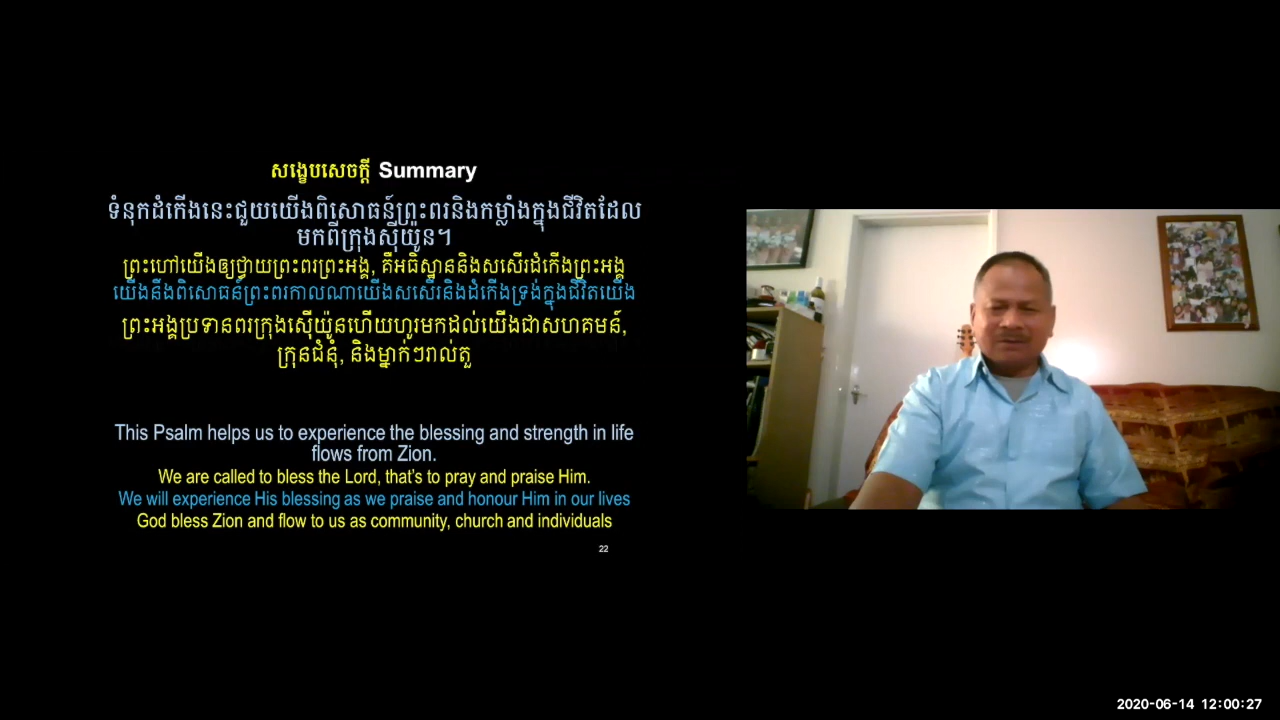 សង្ខេបសេចក្ដី Summary
ទំនុកដំកើងនេះជួយយើងពិសោធន៍ព្រះពរនិងកម្លាំងក្នុងជីវិតដែល
មកពីក្រុងស៊ីយ៉ូន។
ព្រះហៅយើងឲ្យថ្វាយព្រះពរព្រះអង្គ, គឺអធិស្ឋាននិងសសើរដំកើងព្រះអង្គ
យើងនឹងពិសោធន៍ព្រះពរកាលណាយើងសសើរនិងដំកើងទ្រង់ក្នុងជីវិតយើង
ព្រះអង្គប្រទានពរក្រុងស៊ើយ៉ូនហើយហូរមកដល់យើងជាសហគមន៍,
ក្រុនជំនុំ, និងម្នាក់ៗរាល់តួ
This Psalm helps us to experience the blessing and strength in life
flows from Zion.
We are called to bless the Lord, that's to pray and praise Him.
We will experience His blessing as we praise and honour Him in our lives
God bless Zion and flow to us as community, church and individuals
22
2020-06-14 12:00:27